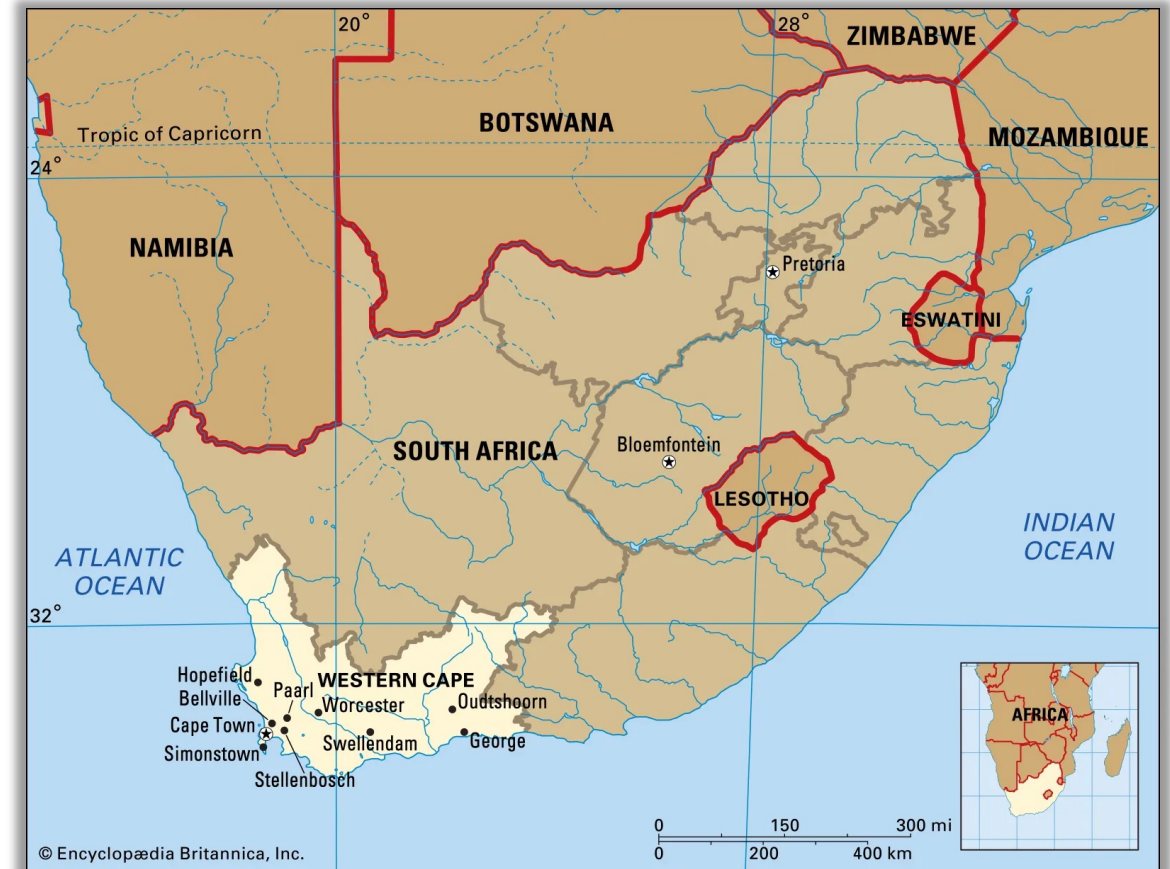 20°
28°
ZIMBABWE
BOTSWANA
MOZAMBIQUE
Tropic of Capricorn
24°
NAMIBIA
Pretoria
ESWATINI
SOUTH AFRICA
Bloemfontein
LESOTHO
ATLANTIC
OCEAN
INDIAN
OCEAN
32°
Hopefield
WESTERN CAPE
Bellville
Paarl
Worcester
Oudtshoorn
Cape Town
Swellendam
George
Simonstown
Stellenbosch
AFRICA
0 150 300 mi
0 200 400 km
© Encyclopædia Britannica, Inc.